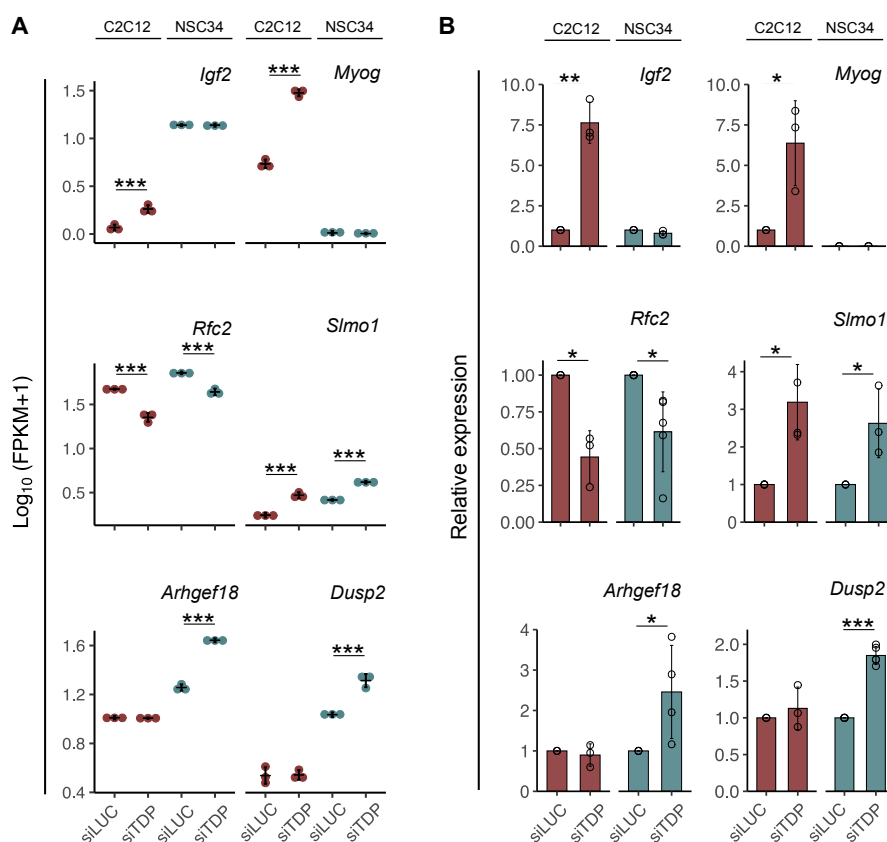 A
C2C12 NSC34 C2C12 NSC34
Igf2 Myog
*** ***
1.5
1.0
0.5
0.0
Rfc2 Slmo1
*** *** *** ***
1.5
1.0
0.5
Arhgef18 Dusp2
*** ***
1.6
1.2
0.8
0.4
siLUC siTDP siLUC siTDP siLUC siTDP siLUC siTDP
Log₁₀ (FPKM+1)
B
C2C12 NSC34 C2C12 NSC34
Igf2 Myog
** *
10.0 10.0
7.5 7.5
5.0 5.0
2.5 2.5
0.0 0.0
Rfc2 Slmo1
* * * *
1.00 4
0.75 3
0.50 2
0.25 1
0.00 0
Arhgef18 Dusp2
* ***
4 2.0
3 1.5
2 1.0
1 0.5
0 0.0
siLUC siTDP siLUC siTDP siLUC siTDP siLUC siTDP
Relative expression